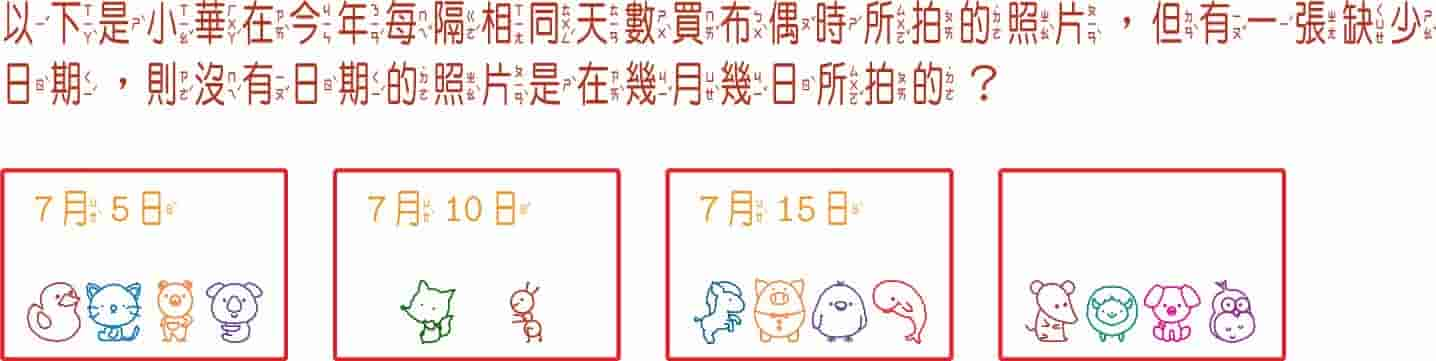 以下是小華在今年每隔相同天數買布偶時所拍的照片，但有一張缺少
日期，則沒有日期的照片是在幾月幾日所拍的？
7月5日
7月10日
7月15日